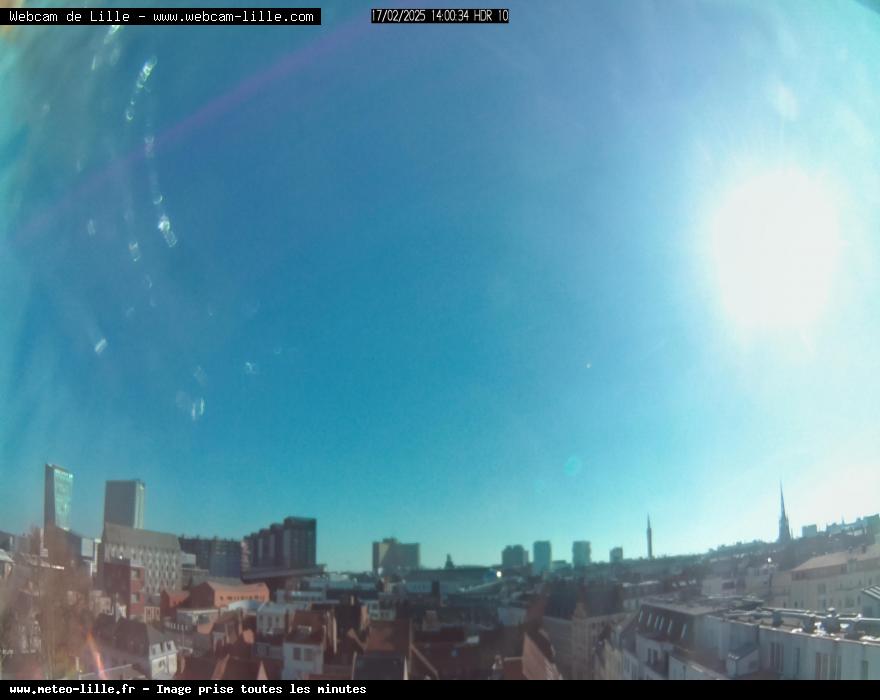 Webcam de Lille - www.webcam-lille.com
17/02/2025 14:00:34 HDR 10
www.meteo-lille.fr - Image prise toutes les minutes